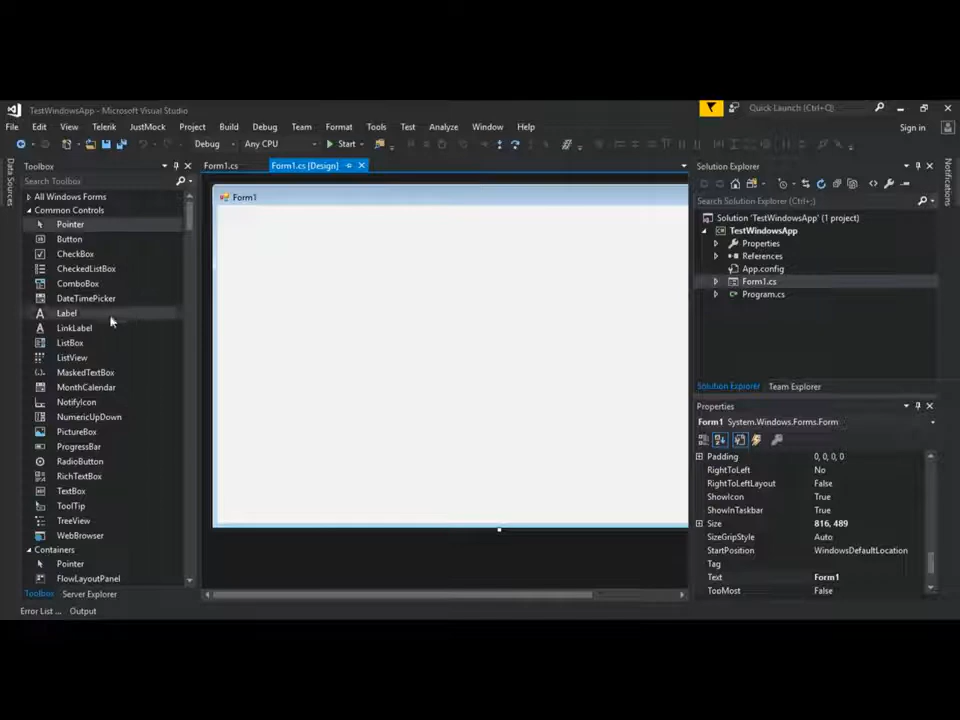 TestWindowsApp - Microsoft Visual Studio
Quick Launch (Ctrl+Q)
File Edit View Telerik JustMock Project Build Debug Team Format Tools Test Analyze Window Help
Sign in
Debug Any CPU Start
Data Sources
Toolbox
Search Toolbox
All Windows Forms
Common Controls
Pointer
Button
CheckBox
CheckedListBox
ComboBox
DateTimePicker
Label
LinkLabel
ListBox
ListView
MaskedTextBox
MonthCalendar
NotifyIcon
NumericUpDown
PictureBox
ProgressBar
RadioButton
RichTextBox
TextBox
ToolTip
TreeView
WebBrowser
Containers
Pointer
FlowLayoutPanel
Toolbox Server Explorer
Error List ... Output
Form1.cs Form1.cs [Design]
Form1
Solution Explorer
Search Solution Explorer (Ctrl+;)
Solution 'TestWindowsApp' (1 project)
TestWindowsApp
Properties
References
App.config
Form1.cs
Program.cs
Solution Explorer Team Explorer
Properties
Form1 System.Windows.Forms.Form
Padding 0, 0, 0, 0
RightToLeft No
RightToLeftLayout False
ShowIcon True
ShowInTaskbar True
Size 816, 489
SizeGripStyle Auto
StartPosition WindowsDefaultLocation
Tag
Text Form1
TopMost False
Notifications